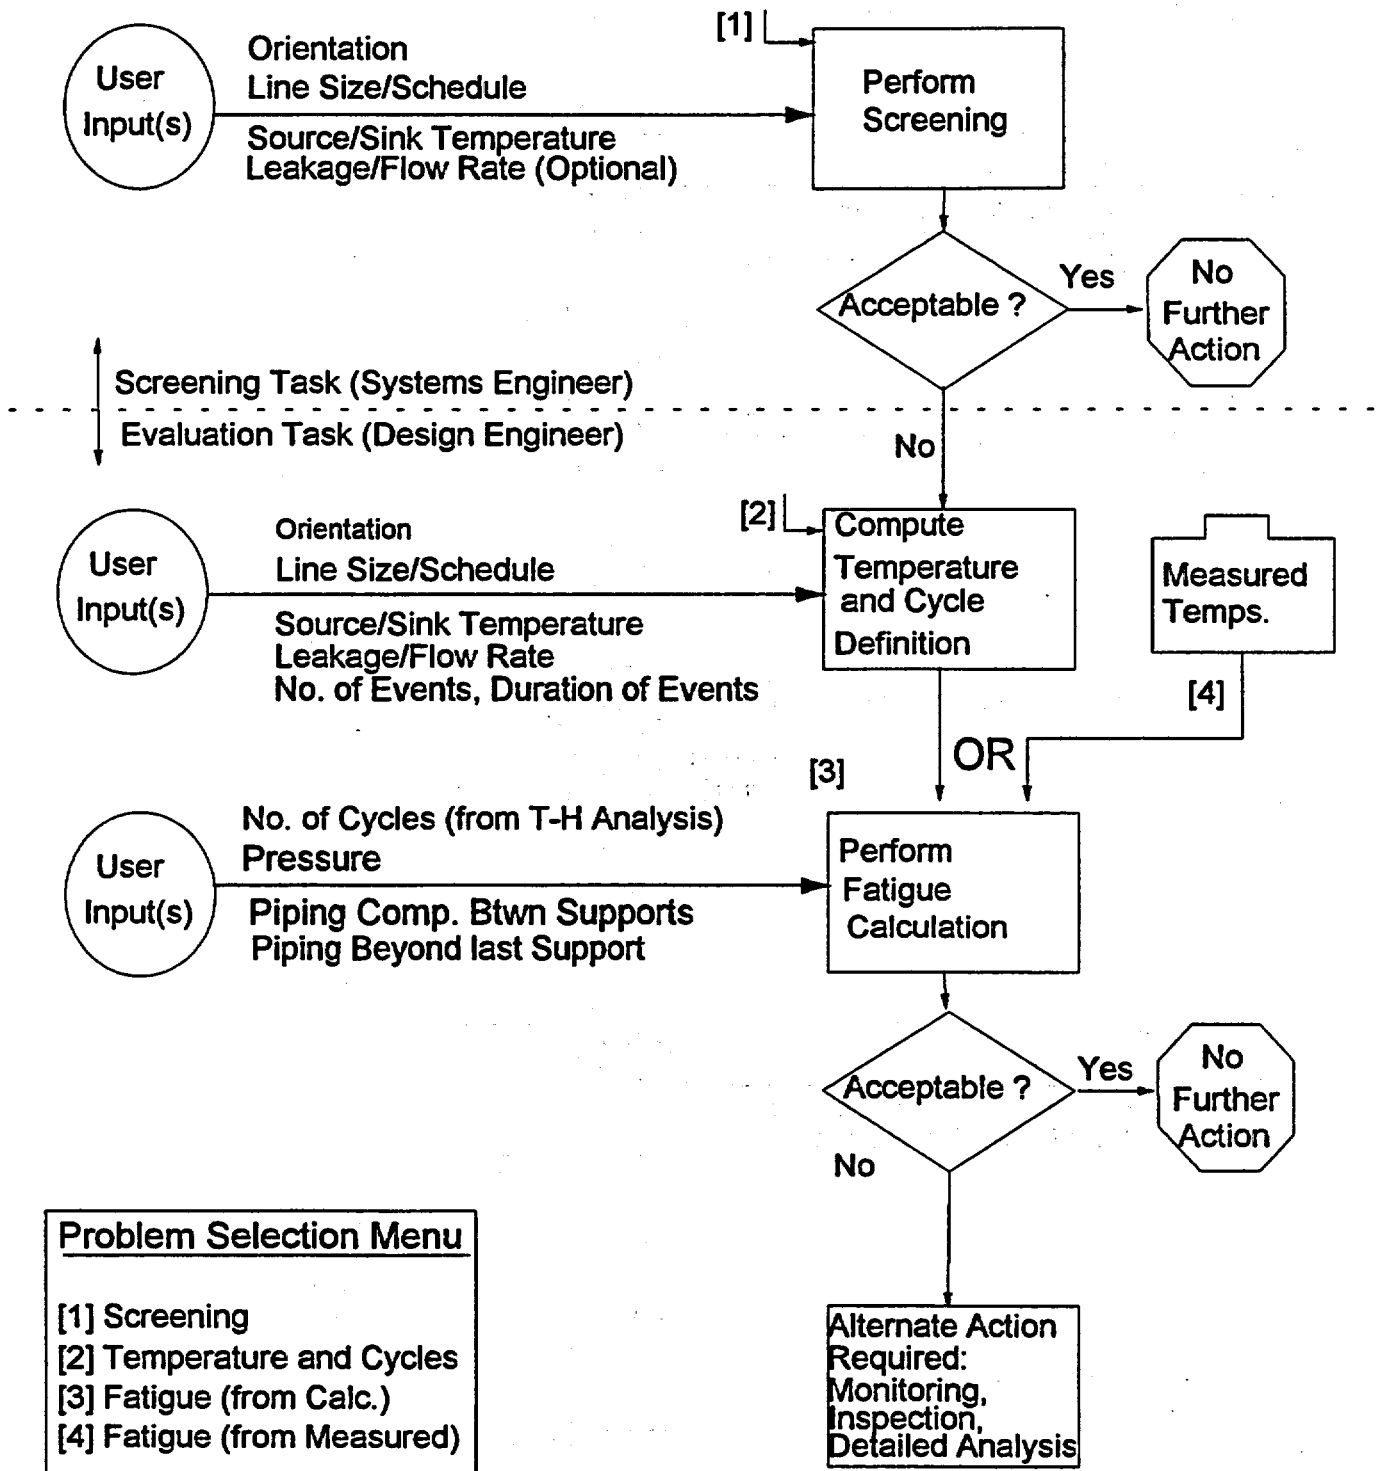 [1]
User
Input(s)
Orientation
Line Size/Schedule
Source/Sink Temperature
Leakage/Flow Rate (Optional)
Perform
Screening
Acceptable ?
Yes
No
Further
Action
Screening Task (Systems Engineer)
Evaluation Task (Design Engineer)
No
[2]
User
Input(s)
Orientation
Line Size/Schedule
Source/Sink Temperature
Leakage/Flow Rate
No. of Events, Duration of Events
Compute
Temperature
and Cycle
Definition
Measured
Temps.
[4]
OR
[3]
User
Input(s)
No. of Cycles (from T-H Analysis)
Pressure
Piping Comp. Btwn Supports
Piping Beyond last Support
Perform
Fatigue
Calculation
Acceptable ?
Yes
No
Further
Action
No
Problem Selection Menu
[1] Screening
[2] Temperature and Cycles
[3] Fatigue (from Calc.)
[4] Fatigue (from Measured)
Alternate Action
Required:
Monitoring,
Inspection,
Detailed Analysis